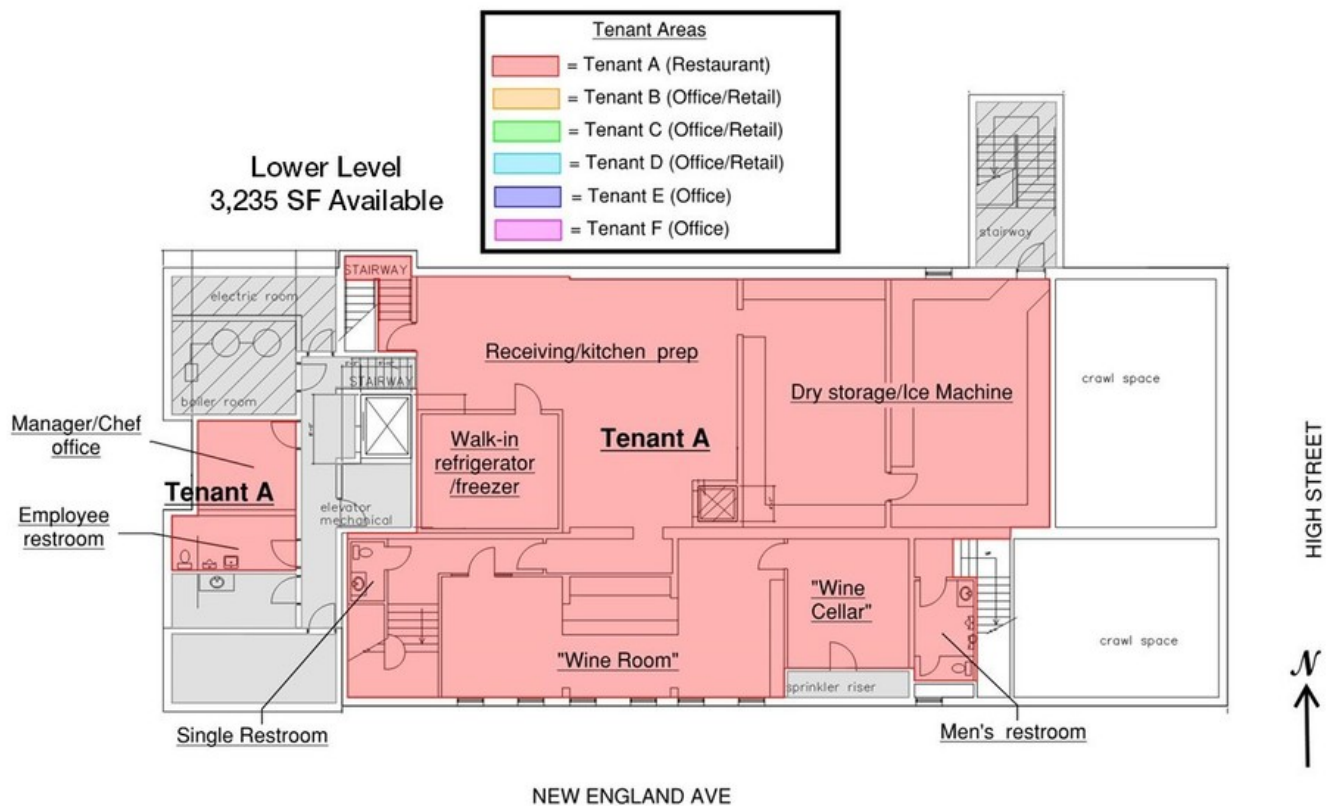 Tenant Areas
= Tenant A (Restaurant)
= Tenant B (Office/Retail)
= Tenant C (Office/Retail)
= Tenant D (Office/Retail)
= Tenant E (Office)
= Tenant F (Office)
Lower Level
3,235 SF Available
stairway
STAIRWAY
electric room
Receiving/kitchen prep
crawl space
STAIRWAY
boiler room
Dry storage/Ice Machine
Manager/Chef
office
Walk-in
refrigerator
/freezer
Tenant A
Tenant A
Employee
restroom
elevator
mechanical
HIGH STREET
"Wine
Cellar"
crawl space
"Wine Room"
sprinkler riser
N
Single Restroom
Men's restroom
NEW ENGLAND AVE